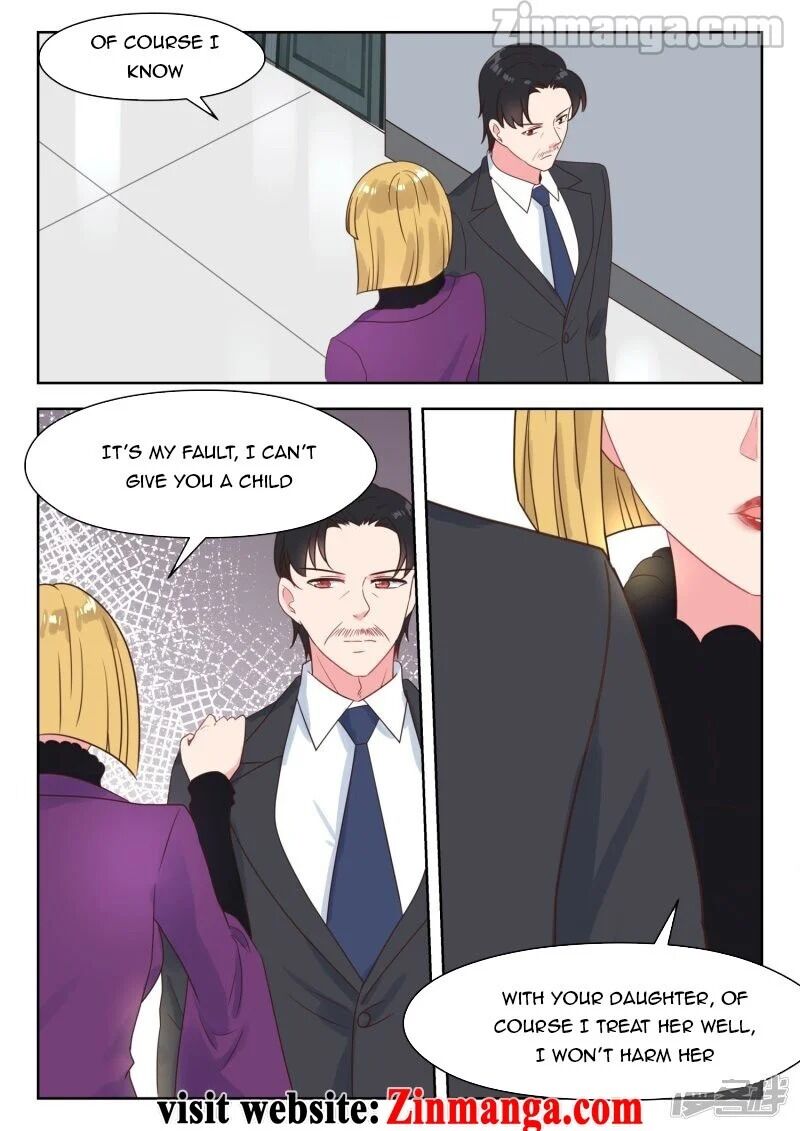 Zinmanga.com
OF COURSE I
KNOW
IT'S MY FAULT, I CAN'T
GIVE YOU A CHILD
WITH YOUR DAUGHTER, OF
COURSE I TREAT HER WELL,
I WON'T HARM HER
visit website: Zinmanga.com